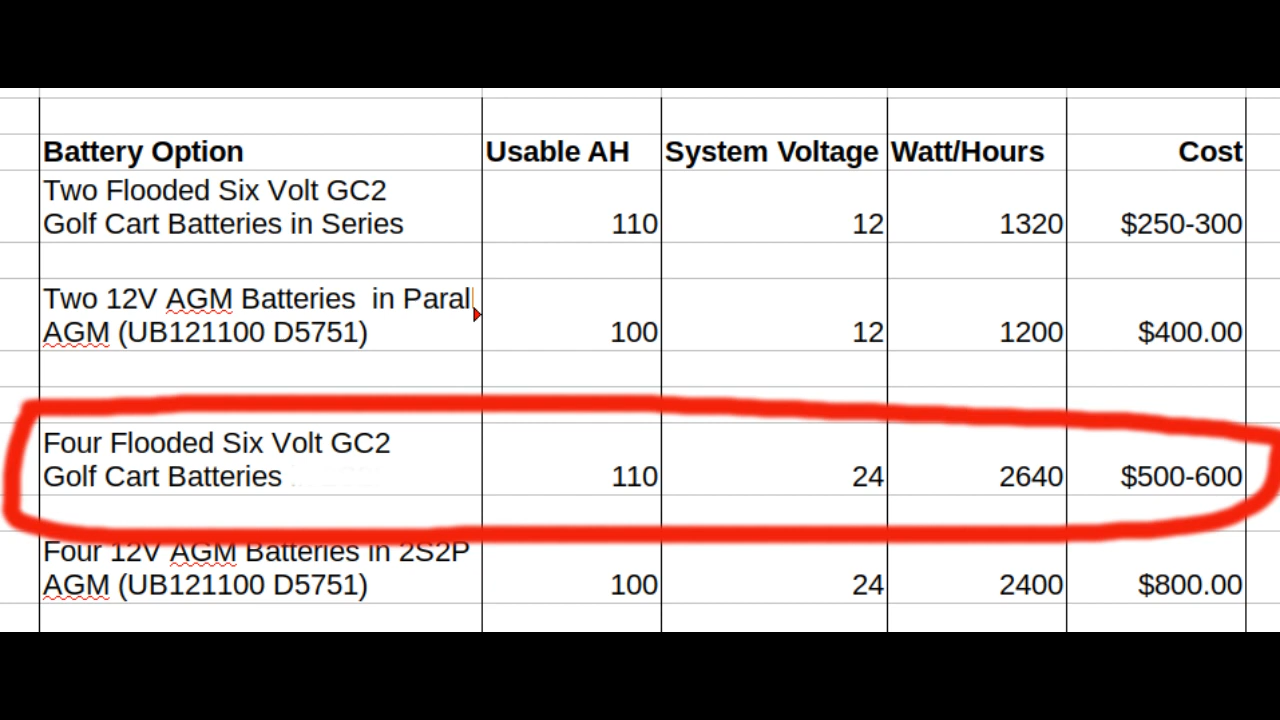 Battery Option Usable AH System Voltage Watt/Hours Cost
Two Flooded Six Volt GC2
Golf Cart Batteries in Series 110 12 1320 $250-300
Two 12V AGM Batteries in Parall
AGM (UB121100 D5751) 100 12 1200 $400.00
Four Flooded Six Volt GC2
Golf Cart Batteries 110 24 2640 $500-600
Four 12V AGM Batteries in 2S2P
AGM (UB121100 D5751) 100 24 2400 $800.00